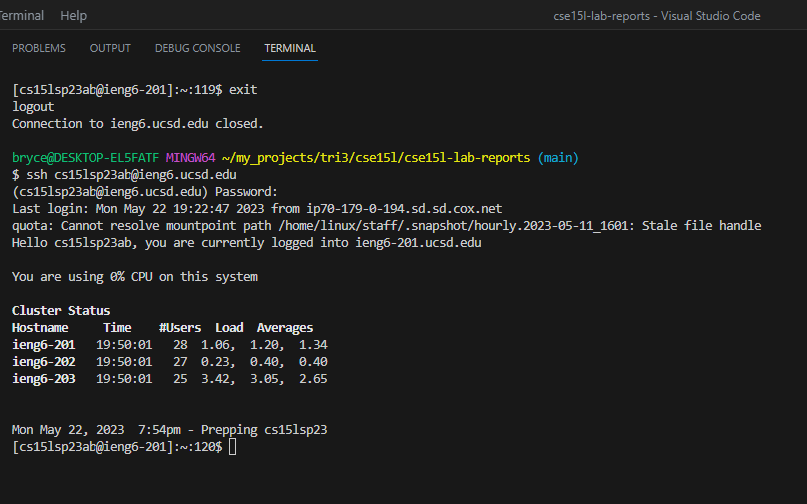 Terminal Help cse15l-lab-reports - Visual Studio Code
PROBLEMS OUTPUT DEBUG CONSOLE TERMINAL
[cs15lsp23ab@ieng6-201]:~:119$ exit
logout
Connection to ieng6.ucsd.edu closed.
bryce@DESKTOP-EL5FATF MINGW64 ~/my_projects/tri3/cse15l/cse15l-lab-reports (main)
$ ssh cs15lsp23ab@ieng6.ucsd.edu
(cs15lsp23ab@ieng6.ucsd.edu) Password:
Last login: Mon May 22 19:22:47 2023 from ip70-179-0-194.sd.sd.cox.net
quota: Cannot resolve mountpoint path /home/linux/staff/.snapshot/hourly.2023-05-11_1601: Stale file handle
Hello cs15lsp23ab, you are currently logged into ieng6-201.ucsd.edu
You are using 0% CPU on this system
Cluster Status
Hostname Time #Users Load Averages
ieng6-201 19:50:01 28 1.06, 1.20, 1.34
ieng6-202 19:50:01 27 0.23, 0.40, 0.40
ieng6-203 19:50:01 25 3.42, 3.05, 2.65
Mon May 22, 2023 7:54pm - Prepping cs15lsp23
[cs15lsp23ab@ieng6-201]:~:120$